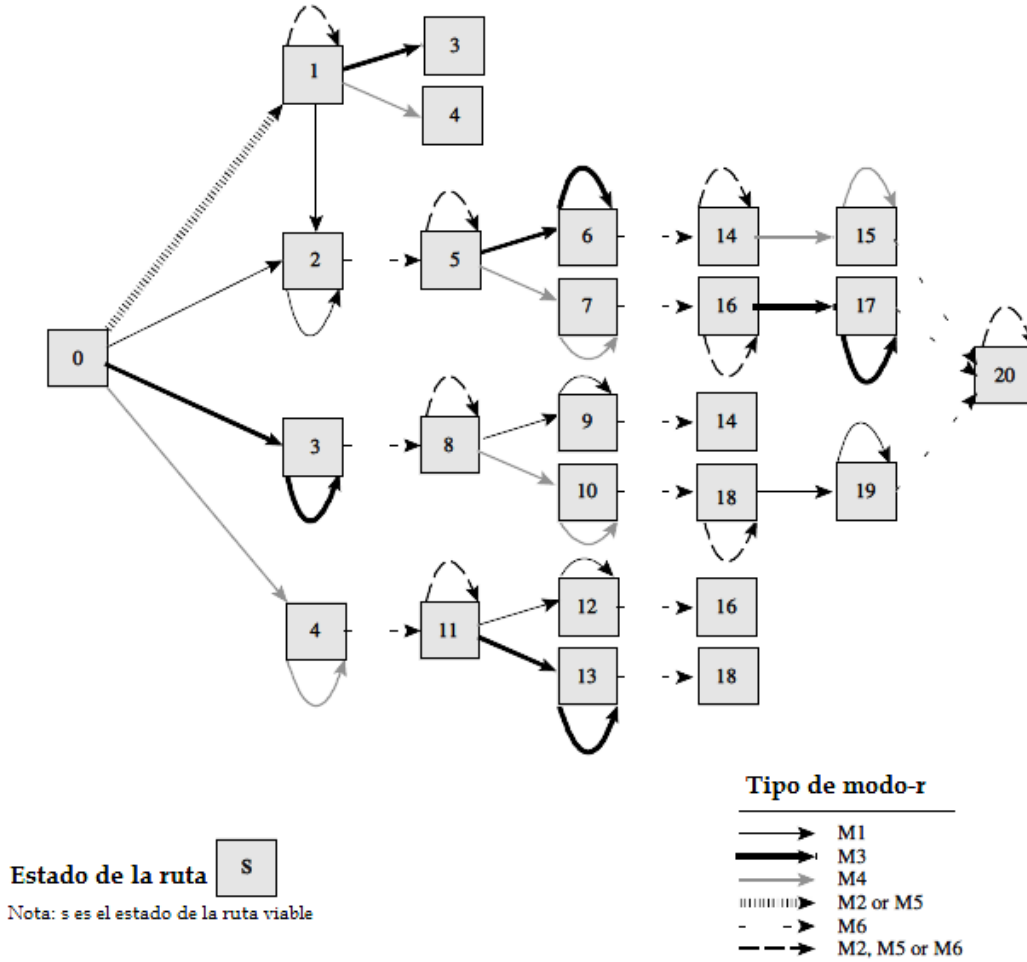 1
3
4
2
5
6
14
15
7
16
17
0
20
3
8
9
14
10
18
19
4
11
12
16
13
18
Tipo de modo-r
M1
M3
M4
M2 or M5
M6
M2, M5 or M6
Estado de la ruta
S
Nota: s es el estado de la ruta viable